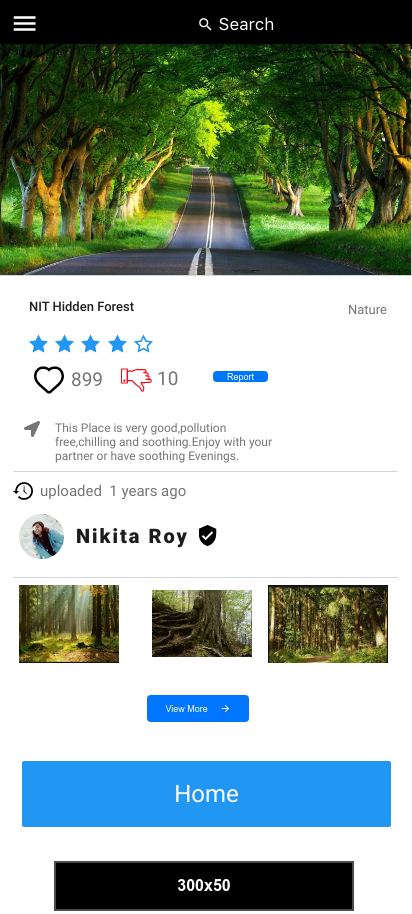 Search
NIT Hidden Forest
Nature
899
10
Report
This Place is very good,pollution
free,chilling and soothing.Enjoy with your
partner or have soothing Evenings.
uploaded 1 years ago
Nikita Roy
View More
Home
300x50